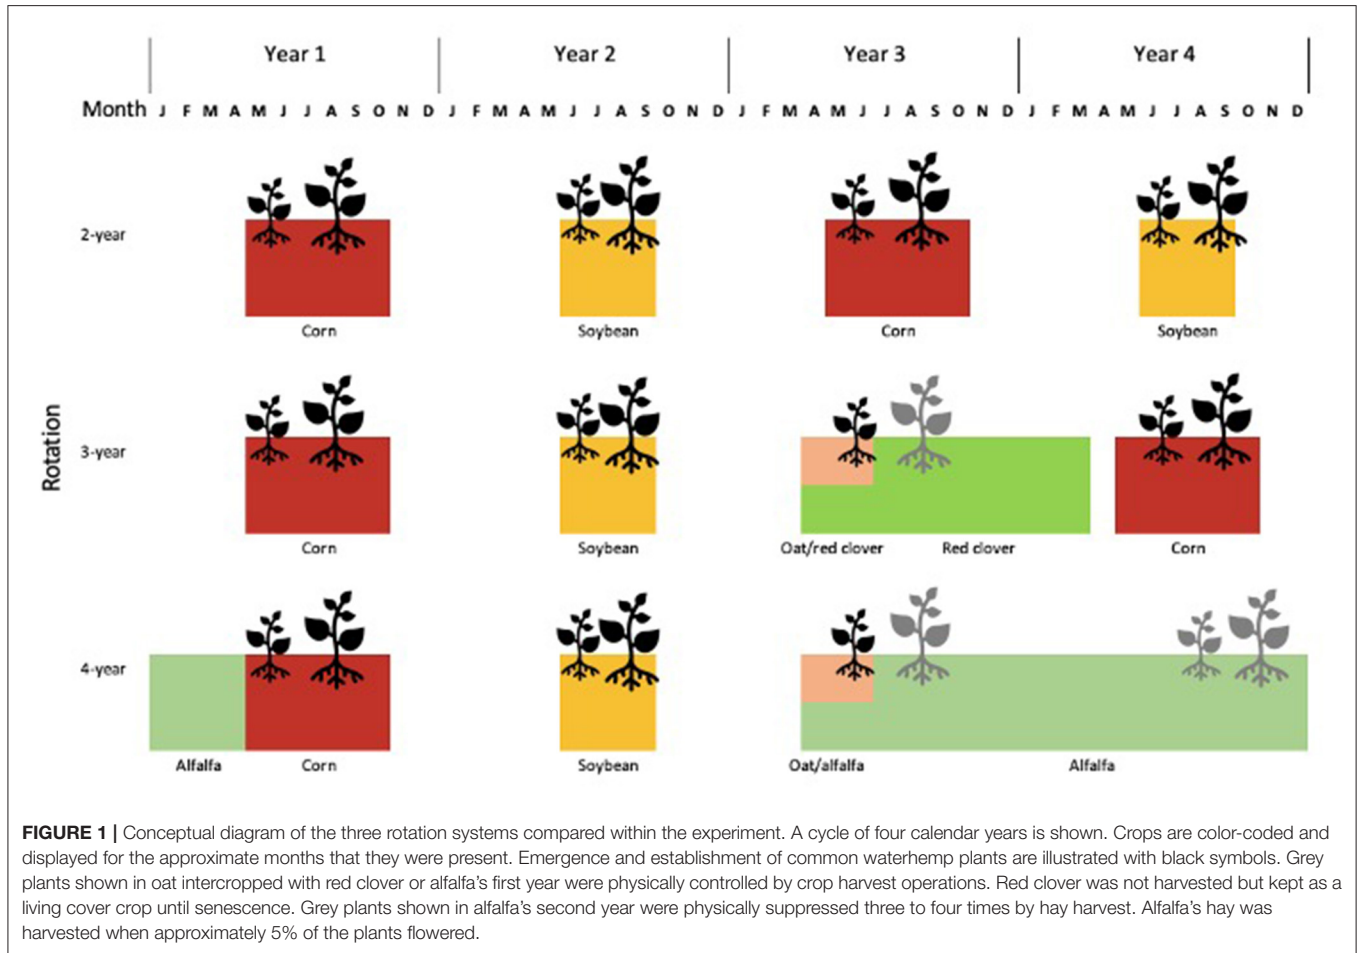 Year 1 Year 2 Year 3 Year 4
Month J F M A M J J A S O N D J F M A M J J A S O N D J F M A M J J A S O N D J F M A M J J A S O N D
2-year
Corn Soybean Corn Soybean
Rotation
3-year
Corn Soybean Oat/red clover Red clover Corn
4-year
Alfalfa Corn Soybean Oat/alfalfa Alfalfa
FIGURE 1 | Conceptual diagram of the three rotation systems compared within the experiment. A cycle of four calendar years is shown. Crops are color-coded and
displayed for the approximate months that they were present. Emergence and establishment of common waterhemp plants are illustrated with black symbols. Grey
plants shown in oat intercropped with red clover or alfalfa's first year were physically controlled by crop harvest operations. Red clover was not harvested but kept as a
living cover crop until senescence. Grey plants shown in alfalfa's second year were physically suppressed three to four times by hay harvest. Alfalfa's hay was
harvested when approximately 5% of the plants flowered.